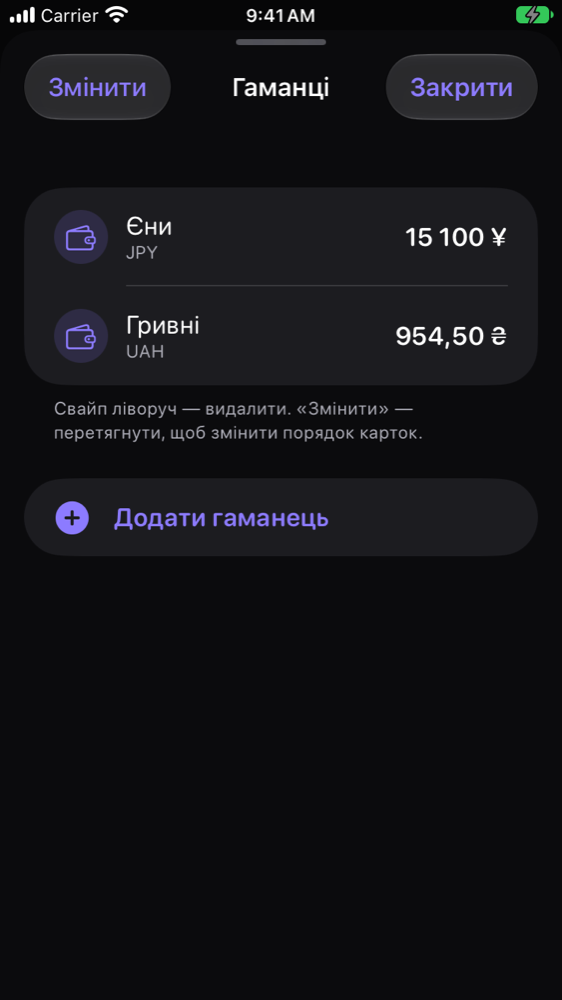 Carrier 9:41 AM
Змінити Гаманці Закрити
Єни
JPY
15 100 ¥
Гривні
UAH
954,50 ₴
Свайп ліворуч — видалити. «Змінити» —
перетягнути, щоб змінити порядок карток.
Додати гаманець